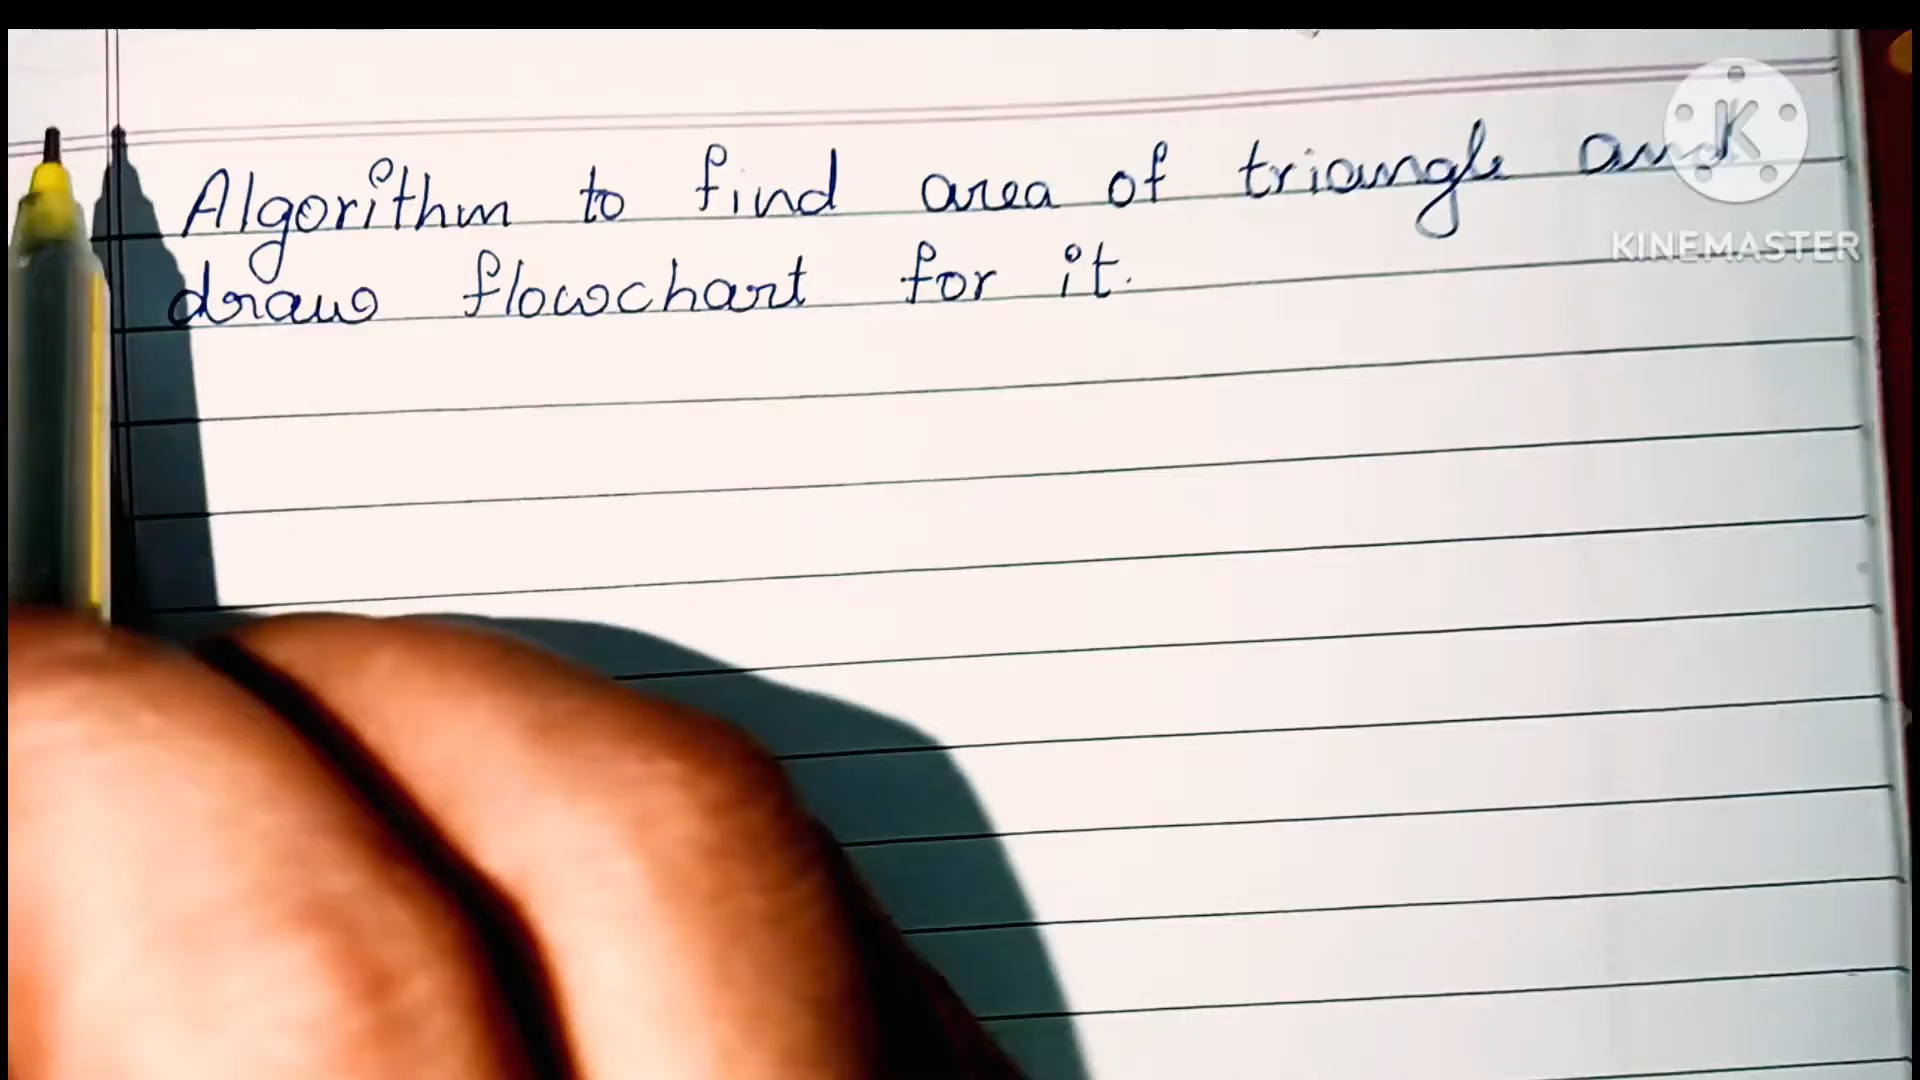 Algorithm to find area of triangle and
draw flowchart for it.
K
KINEMASTER